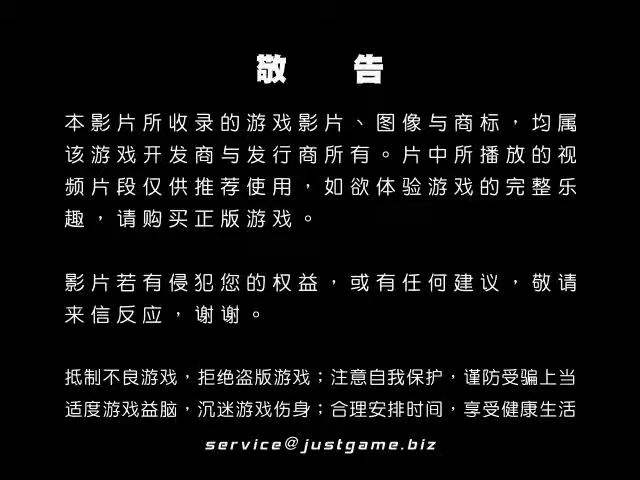 敬 告
本影片所收录的游戏影片、图像与商标，均属
该游戏开发商与发行商所有。片中所播放的视
频片段仅供推荐使用，如欲体验游戏的完整乐
趣，请购买正版游戏。
影片若有侵犯您的权益，或有任何建议，敬请
来信反应，谢谢。
抵制不良游戏，拒绝盗版游戏；注意自我保护，谨防受骗上当
适度游戏益脑，沉迷游戏伤身；合理安排时间，享受健康生活
service@justgame.biz